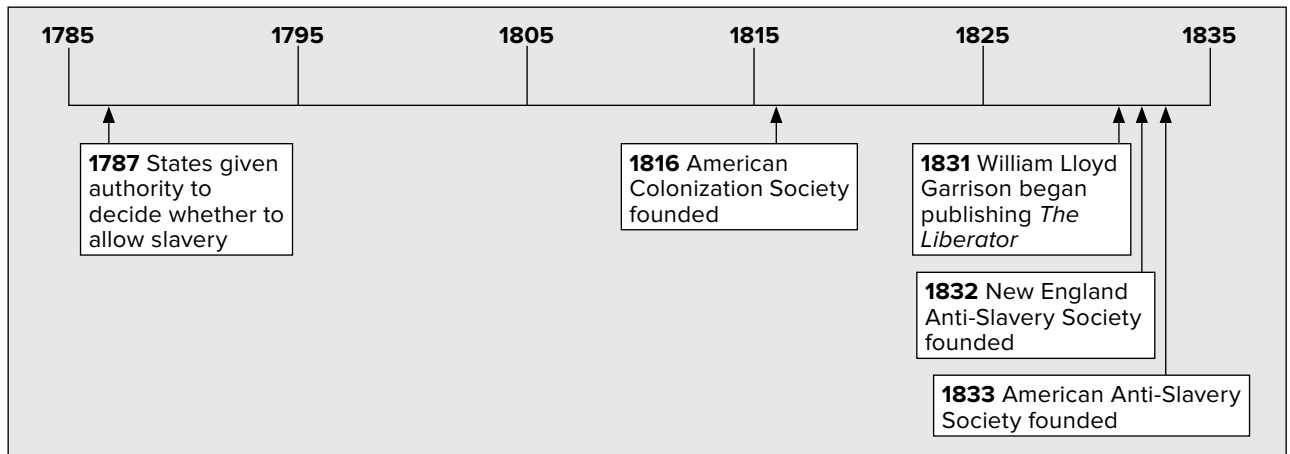 1785 1795 1805 1815 1825 1835
1787 States given
authority to
decide whether to
allow slavery
1816 American
Colonization Society
founded
1831 William Lloyd
Garrison began
publishing The
Liberator
1832 New England
Anti-Slavery Society
founded
1833 American Anti-Slavery
Society founded